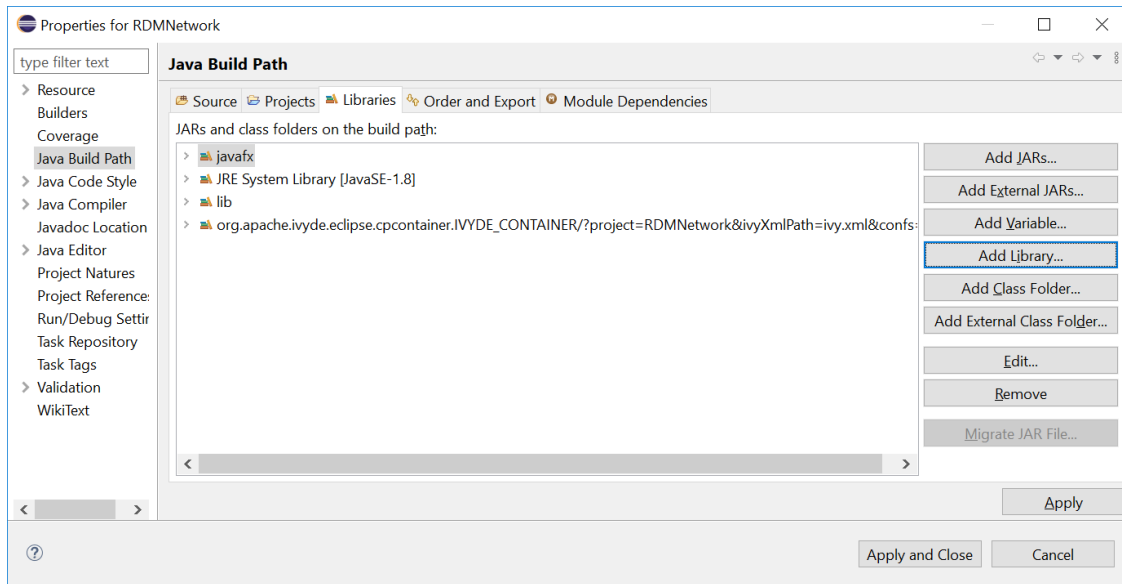 Properties for RDMNetwork
type filter text
Resource
Builders
Coverage
Java Build Path
Java Code Style
Java Compiler
Javadoc Location
Java Editor
Project Natures
Project References
Run/Debug Settin
Task Repository
Task Tags
Validation
WikiText
Java Build Path
Source Projects Libraries Order and Export Module Dependencies
JARs and class folders on the build path:
javafx
JRE System Library [JavaSE-1.8]
lib
org.apache.ivyde.eclipse.cpcontainer.IVYDE_CONTAINER/?project=RDMNetwork&ivyXmlPath=ivy.xml&confs=
Add JARs...
Add External JARs...
Add Variable...
Add Library...
Add Class Folder...
Add External Class Folder...
Edit...
Remove
Migrate JAR File...
Apply
Apply and Close Cancel